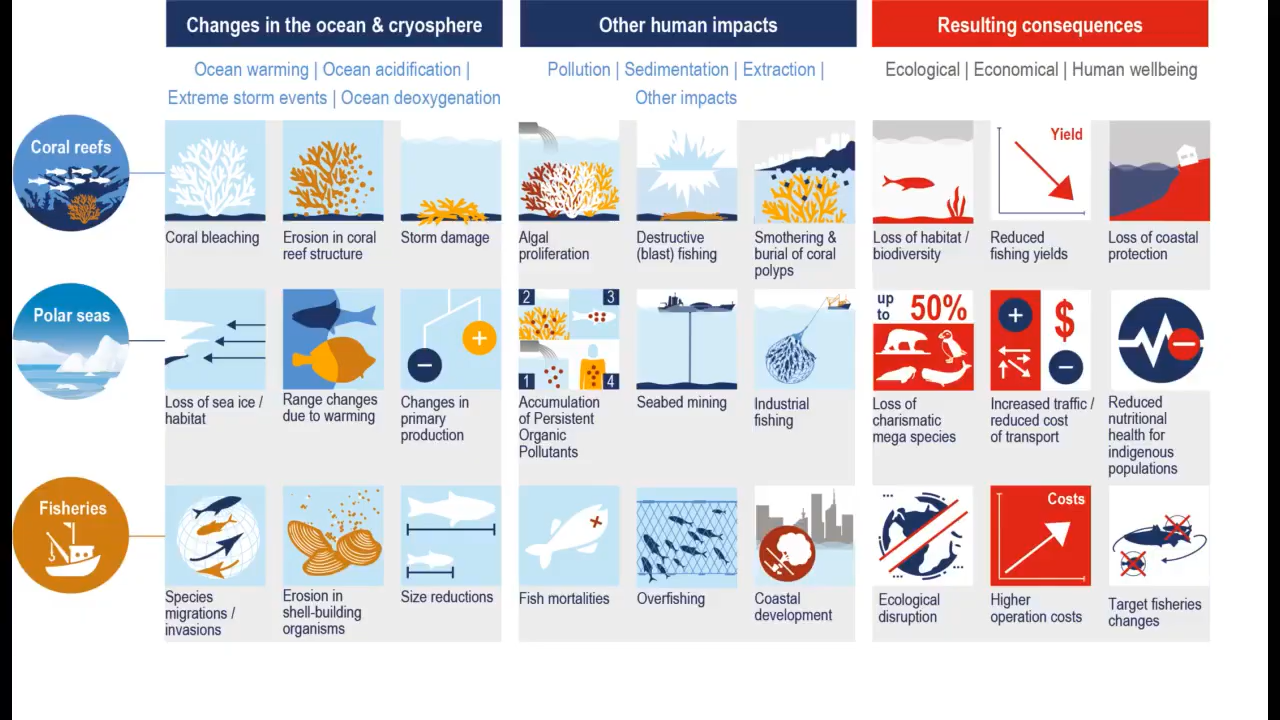 Changes in the ocean & cryosphere
Other human impacts
Resulting consequences
Ocean warming | Ocean acidification |
Extreme storm events | Ocean deoxygenation
Pollution | Sedimentation | Extraction |
Other impacts
Ecological | Economical | Human wellbeing
Coral reefs
Coral bleaching
Erosion in coral
reef structure
Storm damage
Algal
proliferation
Destructive
(blast) fishing
Smothering &
burial of coral
polyps
Loss of habitat /
biodiversity
Yield
Reduced
fishing yields
Loss of coastal
protection
Polar seas
Loss of sea ice /
habitat
Range changes
due to warming
+
−
Changes in
primary
production
2
3
1
4
Accumulation
of Persistent
Organic
Pollutants
Seabed mining
Industrial
fishing
up
to
50%
Loss of
charismatic
mega species
+
$
−
Increased traffic /
reduced cost
of transport
−
Reduced
nutritional
health for
indigenous
populations
Fisheries
Species
migrations /
invasions
Erosion in
shell-building
organisms
Size reductions
Fish mortalities
Overfishing
Coastal
development
Ecological
disruption
Costs
Higher
operation costs
Target fisheries
changes